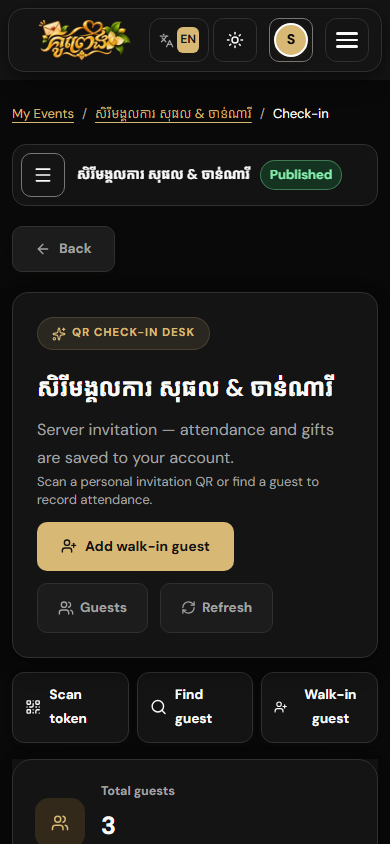 គូព្រេង
EN
S
My Events / សិរីមង្គលការ សុផល & ចាន់ណារី / Check-in
សិរីមង្គលការ សុផល & ចាន់ណារី Published
Back
QR CHECK-IN DESK
សិរីមង្គលការ សុផល & ចាន់ណារី
Server invitation — attendance and gifts
are saved to your account.
Scan a personal invitation QR or find a guest to
record attendance.
Add walk-in guest
Guests Refresh
Scan
token
Find
guest
Walk-in
guest
Total guests
3